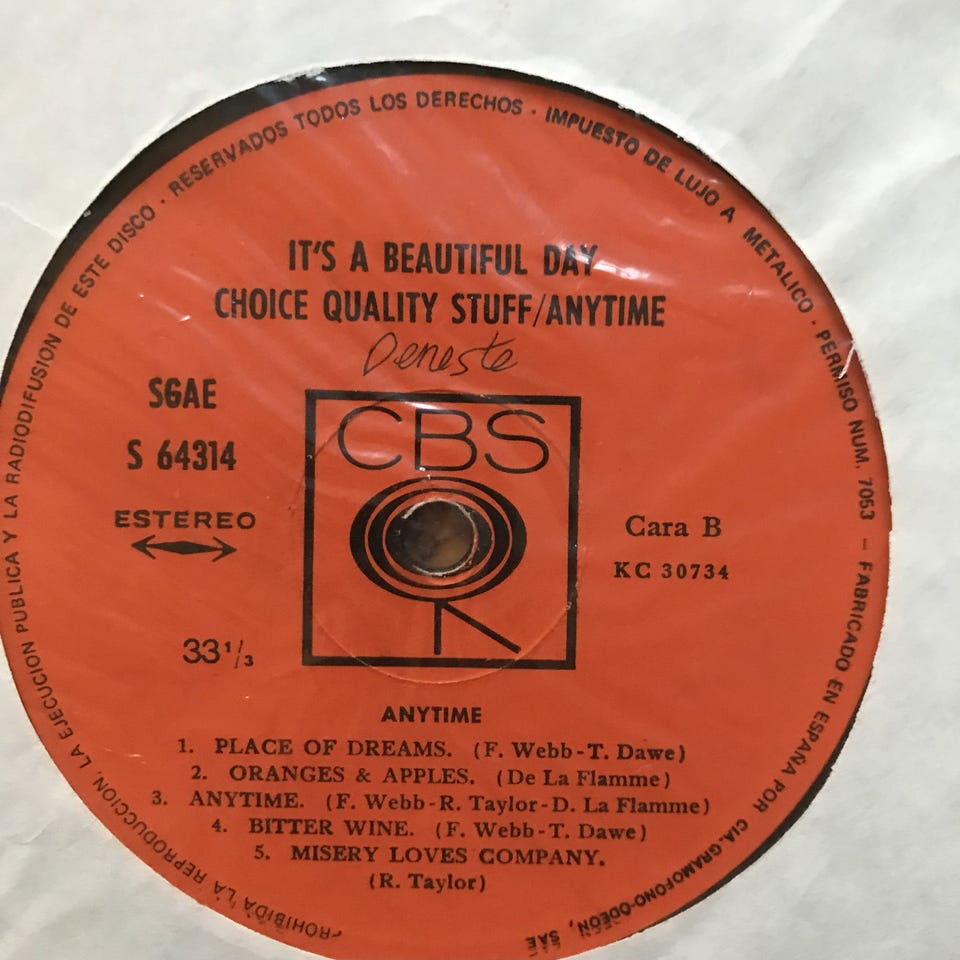 PROHIBIDA LA REPRODUCCION, LA EJECUCION PUBLICA Y LA RADIODIFUSION DE ESTE DISCO · RESERVADOS TODOS LOS DERECHOS · IMPUESTO DE LUJO A METALICO · PERMISO NUM. 7053 - FABRICADO EN ESPAÑA POR CIA.GRAMOFONO-ODEON, SAE
IT'S A BEAUTIFUL DAY
CHOICE QUALITY STUFF/ANYTIME
SGAE
S 64314
ESTEREO
33 1/3
CBS
Cara B
KC 30734
ANYTIME
1. PLACE OF DREAMS. (F. Webb-T. Dawe)
2. ORANGES & APPLES. (De La Flamme)
3. ANYTIME. (F. Webb-R. Taylor-D. La Flamme)
4. BITTER WINE. (F. Webb-T. Dawe)
5. MISERY LOVES COMPANY.
(R. Taylor)